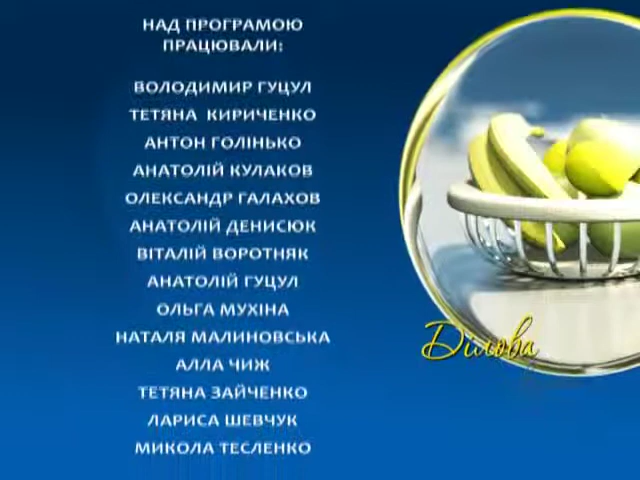 НАД ПРОГРАМОЮ
ПРАЦЮВАЛИ:
ВОЛОДИМИР ГУЦУЛ
ТЕТЯНА КИРИЧЕНКО
АНТОН ГОЛІНЬКО
АНАТОЛІЙ КУЛАКОВ
ОЛЕКСАНДР ГАЛАХОВ
АНАТОЛІЙ ДЕНИСЮК
ВІТАЛІЙ ВОРОТНЯК
АНАТОЛІЙ ГУЦУЛ
ОЛЬГА МУХІНА
НАТАЛЯ МАЛИНОВСЬКА
АЛЛА ЧИЖ
ТЕТЯНА ЗАЙЧЕНКО
ЛАРИСА ШЕВЧУК
МИКОЛА ТЕСЛЕНКО
Ділова